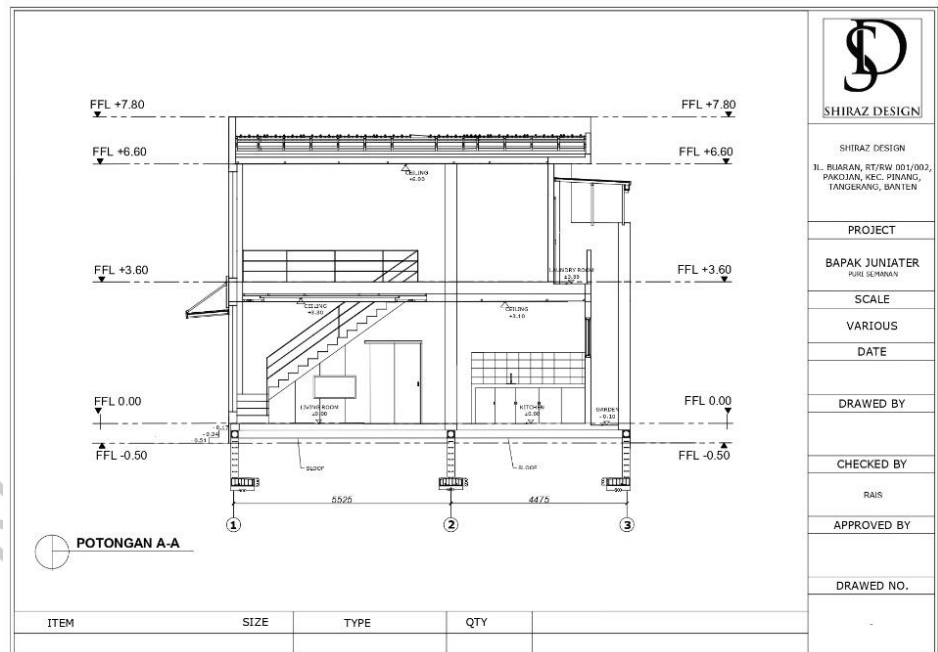 FFL +7.80
FFL +7.80
FFL +6.60
FFL +6.60
CEILING
+6.00
FFL +3.60
FFL +3.60
LAUNDRY ROOM
CEILING
CEILING
+3.10
FFL 0.00
FFL 0.00
LIVING ROOM
±0.00
KITCHEN
±0.00
GARDEN
-0.10
FFL -0.50
FFL -0.50
SLOOF
SLOOF
5525
4475
1
2
3
POTONGAN A-A
ITEM
SIZE
TYPE
QTY
SD
SHIRAZ DESIGN
SHIRAZ DESIGN
JL. BUARAN, RT/RW 001/002,
PAKOJAN, KEC. PINANG,
TANGERANG, BANTEN
PROJECT
BAPAK JUNIATER
PURI SEMANAN
SCALE
VARIOUS
DATE
DRAWED BY
CHECKED BY
RAIS
APPROVED BY
DRAWED NO.
-